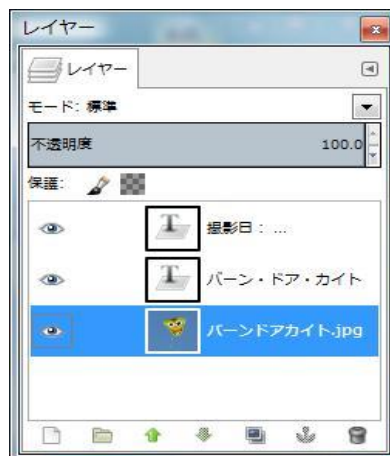 レイヤー
レイヤー
モード: 標準
不透明度 100.0
保護:
撮影日： ...
バーン・ドア・カイト
バーンドアカイト.jpg